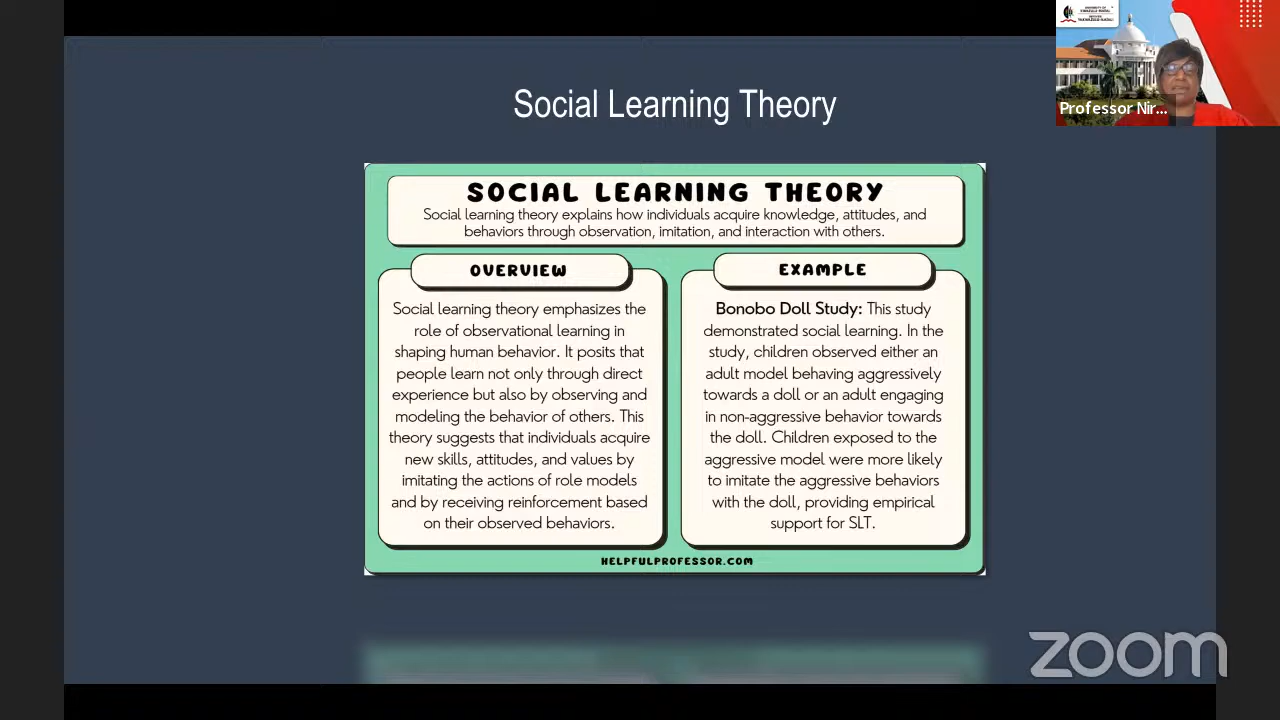 UNIVERSITY OF
KWAZULU-NATAL
INYUVESI
YAKWAZULU-NATALI
Professor Nir...
Social Learning Theory
SOCIAL LEARNING THEORY
Social learning theory explains how individuals acquire knowledge, attitudes, and
behaviors through observation, imitation, and interaction with others.
OVERVIEW
Social learning theory emphasizes the
role of observational learning in
shaping human behavior. It posits that
people learn not only through direct
experience but also by observing and
modeling the behavior of others. This
theory suggests that individuals acquire
new skills, attitudes, and values by
imitating the actions of role models
and by receiving reinforcement based
on their observed behaviors.
EXAMPLE
Bonobo Doll Study: This study
demonstrated social learning. In the
study, children observed either an
adult model behaving aggressively
towards a doll or an adult engaging
in non-aggressive behavior towards
the doll. Children exposed to the
aggressive model were more likely
to imitate the aggressive behaviors
with the doll, providing empirical
support for SLT.
HELPFULPROFESSOR.COM
zoom